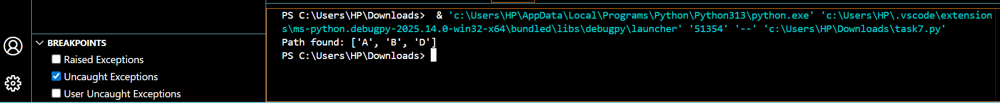 BREAKPOINTS
Raised Exceptions
Uncaught Exceptions
User Uncaught Exceptions
PS C:\Users\HP\Downloads>  & 'c:\Users\HP\AppData\Local\Programs\Python\Python313\python.exe' 'c:\Users\HP\.vscode\extension
s\ms-python.debugpy-2025.14.0-win32-x64\bundled\libs\debugpy\launcher' '51354' '--' 'c:\Users\HP\Downloads\task7.py'
Path found: ['A', 'B', 'D']
PS C:\Users\HP\Downloads>